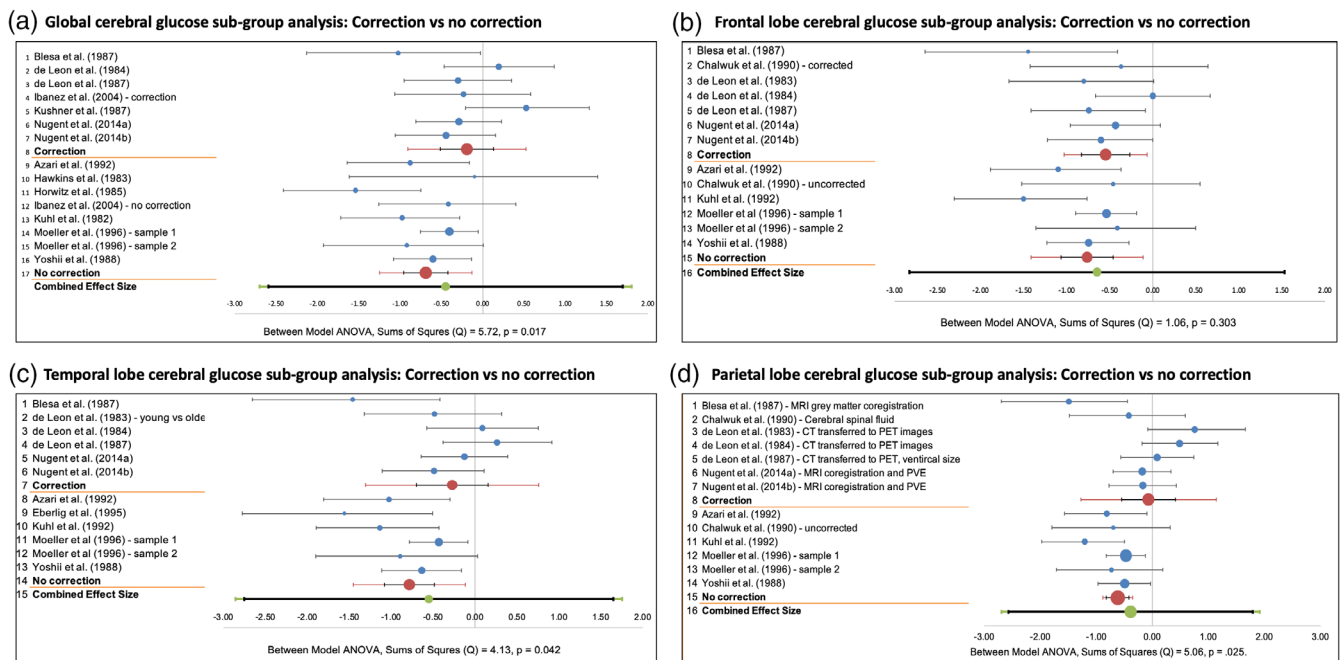 (a) Global cerebral glucose sub-group analysis: Correction vs no correction
1 Blesa et al. (1987)
2 de Leon et al. (1984)
3 de Leon et al. (1987)
4 Ibanez et al. (2004) - correction
5 Kushner et al. (1987)
6 Nugent et al. (2014a)
7 Nugent et al. (2014b)
8 Correction
9 Azari et al. (1992)
10 Hawkins et al. (1983)
11 Horwitz et al. (1985)
12 Ibanez et al. (2004) - no correction
13 Kuhl et al. (1982)
14 Moeller et al. (1996) - sample 1
15 Moeller et al. (1996) - sample 2
16 Yoshii et al. (1988)
17 No correction
Combined Effect Size
-3.00 -2.00 -1.00 0.00 1.00 2.00
Between Model ANOVA, Sums of Squres (Q) = 5.72, p = 0.017
(b) Frontal lobe cerebral glucose sub-group analysis: Correction vs no correction
1 Blesa et al. (1987)
2 Chalwuk et al. (1990) - corrected
3 de Leon et al. (1983)
4 de Leon et al. (1984)
5 de Leon et al. (1987)
6 Nugent et al. (2014a)
7 Nugent et al. (2014b)
8 Correction
9 Azari et al. (1992)
10 Chalwuk et al. (1990) - uncorrected
11 Kuhl et al. (1992)
12 Moeller et al (1996) - sample 1
13 Moeller et al (1996) - sample 2
14 Yoshii et al. (1988)
15 No correction
16 Combined Effect Size
-3.00 -2.50 -2.00 -1.50 -1.00 -0.50 0.00 0.50 1.00 1.50 2.00
Between Model ANOVA, Sums of Squres (Q) = 1.06, p = 0.303
(c) Temporal lobe cerebral glucose sub-group analysis: Correction vs no correction
1 Blesa et al. (1987)
2 de Leon et al. (1983) - young vs olde
3 de Leon et al. (1984)
4 de Leon et al. (1987)
5 Nugent et al. (2014a)
6 Nugent et al. (2014b)
7 Correction
8 Azari et al. (1992)
9 Eberlig et al. (1995)
10 Kuhl et al. (1992)
11 Moeller et al (1996) - sample 1
12 Moeller et al (1996) - sample 2
13 Yoshii et al. (1988)
14 No correction
15 Combined Effect Size
-3.00 -2.50 -2.00 -1.50 -1.00 -0.50 0.00 0.50 1.00 1.50 2.00
Between Model ANOVA, Sums of Squres (Q) = 4.13, p = 0.042
(d) Parietal lobe cerebral glucose sub-group analysis: Correction vs no correction
1 Blesa et al. (1987) - MRI grey matter coregistration
2 Chalwuk et al. (1990) - Cerebral spinal fluid
3 de Leon et al. (1983) - CT transferred to PET images
4 de Leon et al. (1984) - CT transferred to PET images
5 de Leon et al. (1987) - CT transferred to PET, ventircal size
6 Nugent et al. (2014a) - MRI coregistration and PVE
7 Nugent et al. (2014b) - MRI coregistration and PVE
8 Correction
9 Azari et al. (1992)
10 Chalwuk et al. (1990) - uncorrected
11 Kuhl et al. (1992)
12 Moeller et al. (1996) - sample 1
13 Moeller et al. (1996) - sample 2
14 Yoshii et al. (1988)
15 No correction
16 Combined Effect Size
-3.00 -2.00 -1.00 0.00 1.00 2.00 3.00
Between Model ANOVA, Sums of Squres (Q) = 5.06, p = .025.